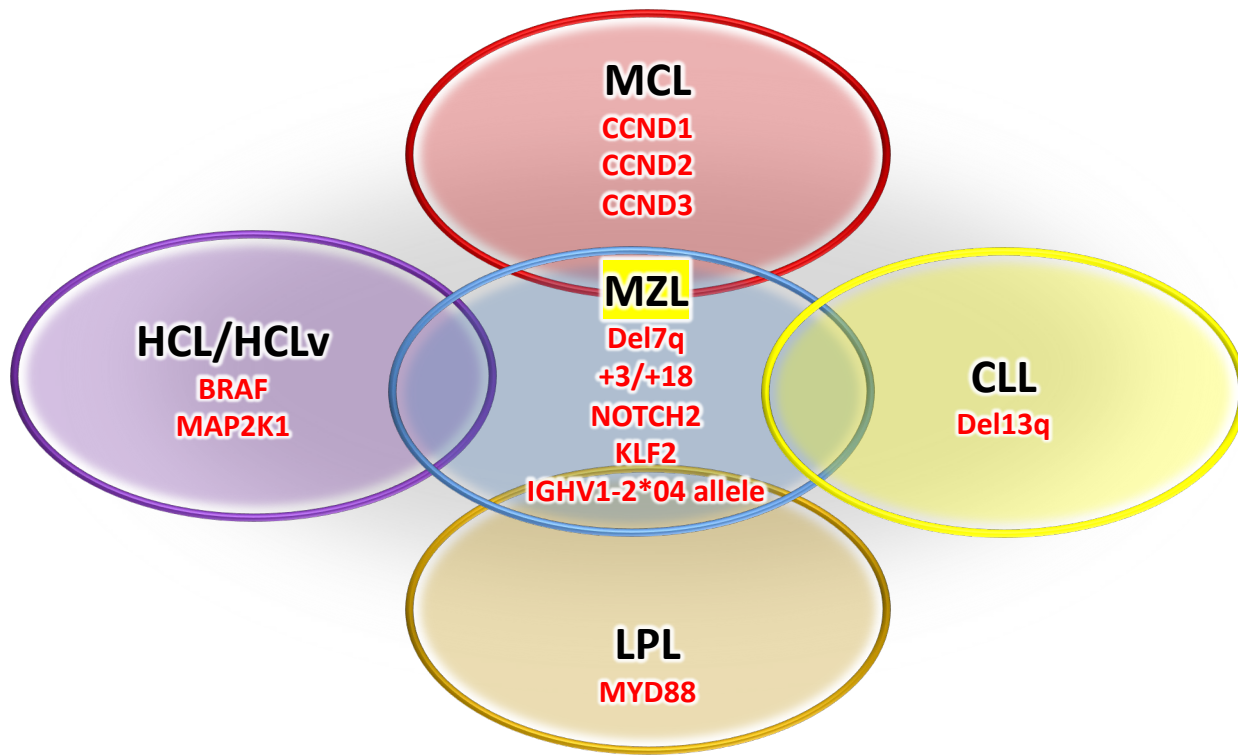 MCL
CCND1
CCND2
CCND3
HCL/HCLv
BRAF
MAP2K1
MZL
Del7q
+3/+18
NOTCH2
KLF2
IGHV1-2*04 allele
CLL
Del13q
LPL
MYD88